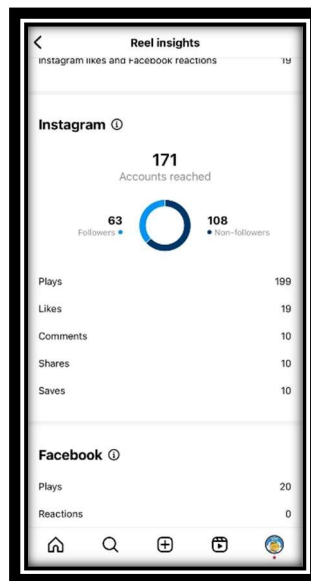 Reel insights
Instagram likes and Facebook reactions 19
Instagram
171
Accounts reached
63
Followers
108
Non-followers
Plays 199
Likes 19
Comments 10
Shares 10
Saves 10
Facebook
Plays 20
Reactions 0